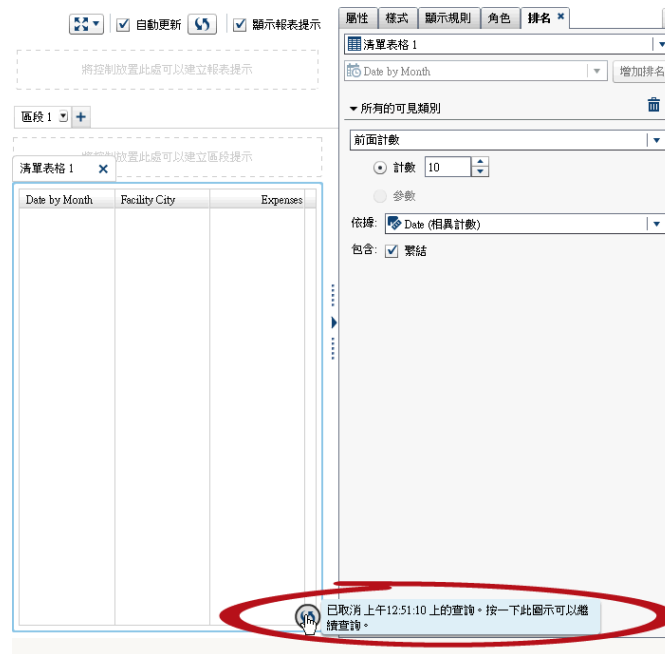 自動更新
顯示報表提示
將控制放置此處可以建立報表提示
區段 1
將控制放置此處可以建立區段提示
清單表格 1
Date by Month
Facility City
Expenses
屬性
樣式
顯示規則
角色
排名
清單表格 1
Date by Month
增加排名
所有的可見類別
前面計數
計數
10
參數
依據:
Date (相異計數)
包含:
繫結
已取消 上午12:51:10 上的查詢。按一下此圖示可以繼
續查詢。